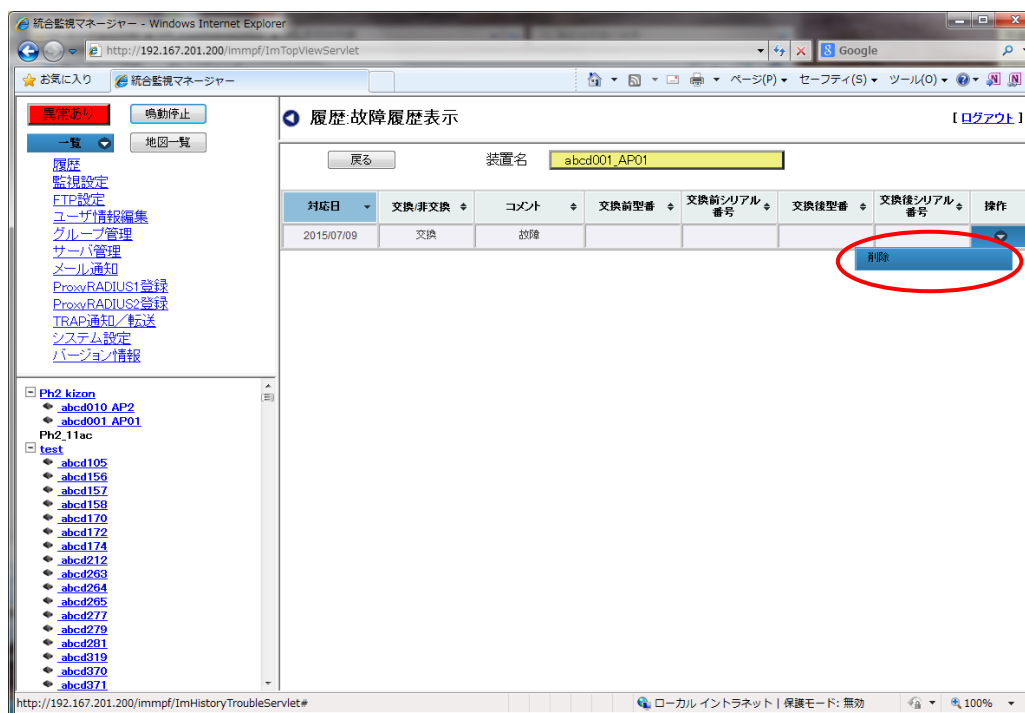 統合監視マネージャー - Windows Internet Explorer
http://192.167.201.200/immpf/ImTopViewServlet
Google
お気に入り 統合監視マネージャー
ページ(P) セーフティ(S) ツール(O)
異常あり 鳴動停止
一覧 地図一覧
履歴
監視設定
FTP設定
ユーザ情報編集
グループ管理
サーバ管理
メール通知
ProxyRADIUS1登録
ProxyRADIUS2登録
TRAP通知/転送
システム設定
バージョン情報
Ph2 kizon
abcd010 AP2
abcd001 AP01
Ph2_11ac
test
abcd105
abcd156
abcd157
abcd158
abcd170
abcd172
abcd174
abcd212
abcd263
abcd264
abcd265
abcd277
abcd279
abcd281
abcd319
abcd370
abcd371
履歴:故障履歴表示 [ ログアウト ]
戻る 装置名 abcd001_AP01
対応日 交換/非交換 コメント 交換前型番 交換前シリアル番号 交換後型番 交換後シリアル番号 操作
2015/07/09 交換 故障
削除
http://192.167.201.200/immpf/ImHistoryTroubleServlet#
ローカル イントラネット | 保護モード: 無効
100%